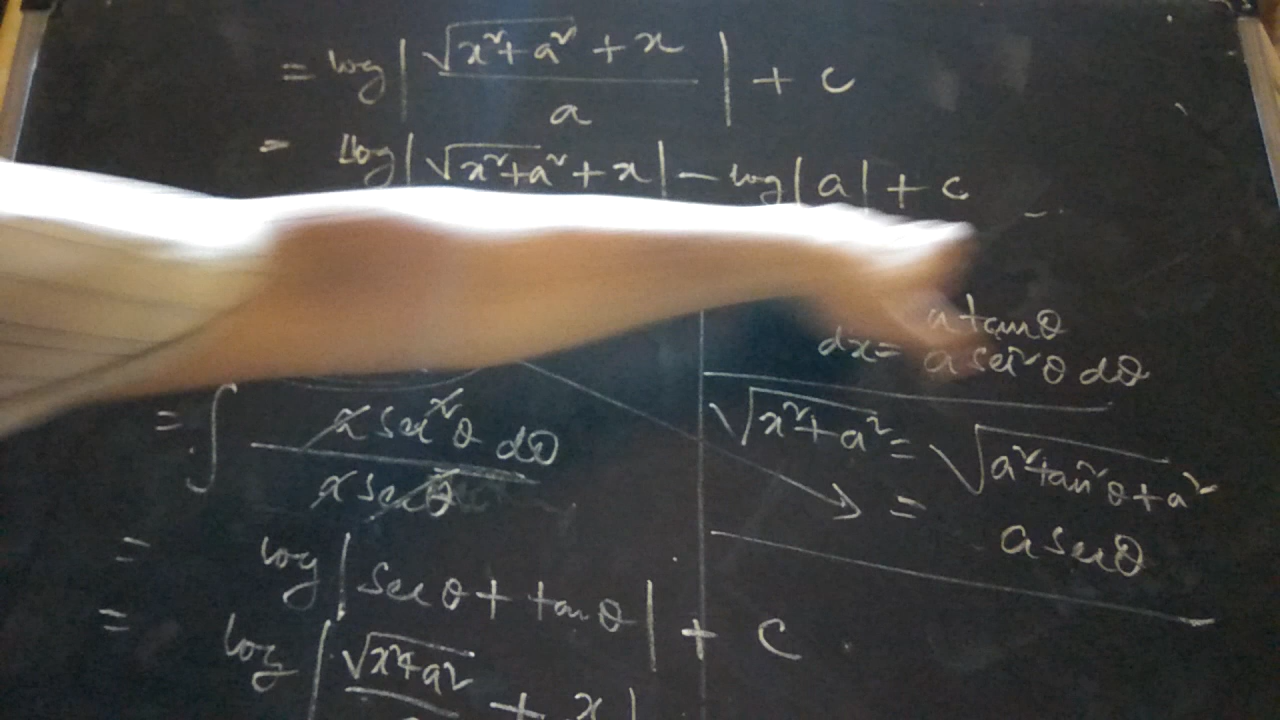 = log | √(x²+a²) + x / a | + c
= log | √(x²+a²) + x | - log | a | + c
a tanθ
dx = a sec²θ dθ
= ∫ a sec²θ dθ / a secθ
√(x²+a²) = √(a²tan²θ + a²)
= a secθ
= log | secθ + tanθ | + c
= log | √(x²+a²) / + x |